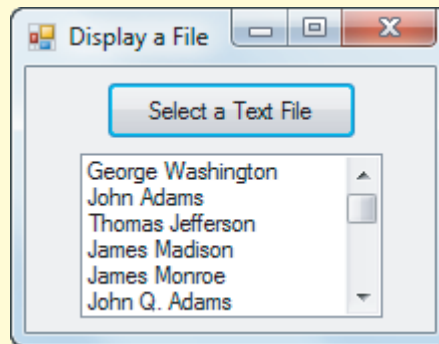 Display a File
Select a Text File
George Washington
John Adams
Thomas Jefferson
James Madison
James Monroe
John Q. Adams